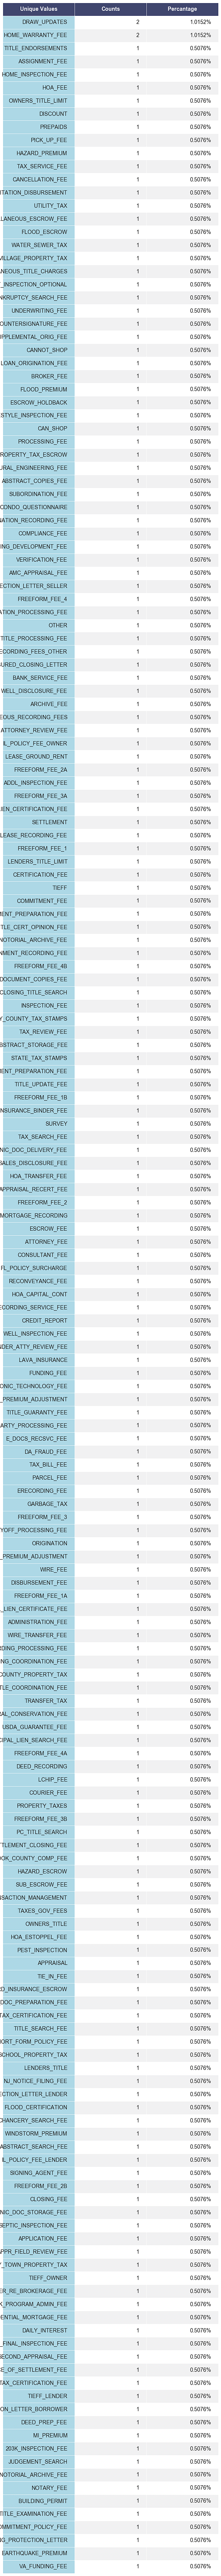 Unique Values Counts Percentage
DRAW_UPDATES 2 1.0152%
HOME_WARRANTY_FEE 2 1.0152%
TITLE_ENDORSEMENTS 1 0.5076%
ASSIGNMENT_FEE 1 0.5076%
HOME_INSPECTION_FEE 1 0.5076%
HOA_FEE 1 0.5076%
OWNERS_TITLE_LIMIT 1 0.5076%
DISCOUNT 1 0.5076%
PREPAIDS 1 0.5076%
PICK_UP_FEE 1 0.5076%
HAZARD_PREMIUM 1 0.5076%
TAX_SERVICE_FEE 1 0.5076%
CANCELLATION_FEE 1 0.5076%
ITATION_DISBURSEMENT 1 0.5076%
UTILITY_TAX 1 0.5076%
LLANEOUS_ESCROW_FEE 1 0.5076%
FLOOD_ESCROW 1 0.5076%
WATER_SEWER_TAX 1 0.5076%
VILLAGE_PROPERTY_TAX 1 0.5076%
ANEOUS_TITLE_CHARGES 1 0.5076%
_INSPECTION_OPTIONAL 1 0.5076%
NKRUPTCY_SEARCH_FEE 1 0.5076%
UNDERWRITING_FEE 1 0.5076%
COUNTERSIGNATURE_FEE 1 0.5076%
UPPLEMENTAL_ORIG_FEE 1 0.5076%
CANNOT_SHOP 1 0.5076%
LOAN_ORIGINATION_FEE 1 0.5076%
BROKER_FEE 1 0.5076%
FLOOD_PREMIUM 1 0.5076%
ESCROW_HOLDBACK 1 0.5076%
STYLE_INSPECTION_FEE 1 0.5076%
CAN_SHOP 1 0.5076%
PROCESSING_FEE 1 0.5076%
ROPERTY_TAX_ESCROW 1 0.5076%
URAL_ENGINEERING_FEE 1 0.5076%
ABSTRACT_COPIES_FEE 1 0.5076%
SUBORDINATION_FEE 1 0.5076%
CONDO_QUESTIONNAIRE 1 0.5076%
NATION_RECORDING_FEE 1 0.5076%
COMPLIANCE_FEE 1 0.5076%
ING_DEVELOPMENT_FEE 1 0.5076%
VERIFICATION_FEE 1 0.5076%
AMC_APPRAISAL_FEE 1 0.5076%
ECTION_LETTER_SELLER 1 0.5076%
FREEFORM_FEE_4 1 0.5076%
ATION_PROCESSING_FEE 1 0.5076%
OTHER 1 0.5076%
TITLE_PROCESSING_FEE 1 0.5076%
ECORDING_FEES_OTHER 1 0.5076%
SURED_CLOSING_LETTER 1 0.5076%
BANK_SERVICE_FEE 1 0.5076%
WELL_DISCLOSURE_FEE 1 0.5076%
ARCHIVE_FEE 1 0.5076%
EOUS_RECORDING_FEES 1 0.5076%
ATTORNEY_REVIEW_FEE 1 0.5076%
IL_POLICY_FEE_OWNER 1 0.5076%
LEASE_GROUND_RENT 1 0.5076%
FREEFORM_FEE_2A 1 0.5076%
ADDL_INSPECTION_FEE 1 0.5076%
FREEFORM_FEE_3A 1 0.5076%
IEN_CERTIFICATION_FEE 1 0.5076%
SETTLEMENT 1 0.5076%
LEASE_RECORDING_FEE 1 0.5076%
FREEFORM_FEE_1 1 0.5076%
LENDERS_TITLE_LIMIT 1 0.5076%
CERTIFICATION_FEE 1 0.5076%
TIEFF 1 0.5076%
COMMITMENT_FEE 1 0.5076%
MENT_PREPARATION_FEE 1 0.5076%
TLE_CERT_OPINION_FEE 1 0.5076%
NOTORIAL_ARCHIVE_FEE 1 0.5076%
NMENT_RECORDING_FEE 1 0.5076%
FREEFORM_FEE_4B 1 0.5076%
DOCUMENT_COPIES_FEE 1 0.5076%
CLOSING_TITLE_SEARCH 1 0.5076%
INSPECTION_FEE 1 0.5076%
Y_COUNTY_TAX_STAMPS 1 0.5076%
TAX_REVIEW_FEE 1 0.5076%
ABSTRACT_STORAGE_FEE 1 0.5076%
STATE_TAX_STAMPS 1 0.5076%
MENT_PREPARATION_FEE 1 0.5076%
TITLE_UPDATE_FEE 1 0.5076%
FREEFORM_FEE_1B 1 0.5076%
INSURANCE_BINDER_FEE 1 0.5076%
SURVEY 1 0.5076%
TAX_SEARCH_FEE 1 0.5076%
NIC_DOC_DELIVERY_FEE 1 0.5076%
SALES_DISCLOSURE_FEE 1 0.5076%
HOA_TRANSFER_FEE 1 0.5076%
APPRAISAL_RECERT_FEE 1 0.5076%
FREEFORM_FEE_2 1 0.5076%
MORTGAGE_RECORDING 1 0.5076%
ESCROW_FEE 1 0.5076%
ATTORNEY_FEE 1 0.5076%
CONSULTANT_FEE 1 0.5076%
FL_POLICY_SURCHARGE 1 0.5076%
RECONVEYANCE_FEE 1 0.5076%
HOA_CAPITAL_CONT 1 0.5076%
ECORDING_SERVICE_FEE 1 0.5076%
CREDIT_REPORT 1 0.5076%
WELL_INSPECTION_FEE 1 0.5076%
NDER_ATTY_REVIEW_FEE 1 0.5076%
LAVA_INSURANCE 1 0.5076%
FUNDING_FEE 1 0.5076%
ONIC_TECHNOLOGY_FEE 1 0.5076%
_PREMIUM_ADJUSTMENT 1 0.5076%
TITLE_GUARANTY_FEE 1 0.5076%
ARTY_PROCESSING_FEE 1 0.5076%
E_DOCS_RECSVC_FEE 1 0.5076%
DA_FRAUD_FEE 1 0.5076%
TAX_BILL_FEE 1 0.5076%
PARCEL_FEE 1 0.5076%
ERECORDING_FEE 1 0.5076%
GARBAGE_TAX 1 0.5076%
FREEFORM_FEE_3 1 0.5076%
YOFF_PROCESSING_FEE 1 0.5076%
ORIGINATION 1 0.5076%
_PREMIUM_ADJUSTMENT 1 0.5076%
WIRE_FEE 1 0.5076%
DISBURSEMENT_FEE 1 0.5076%
FREEFORM_FEE_1A 1 0.5076%
_LIEN_CERTIFICATE_FEE 1 0.5076%
ADMINISTRATION_FEE 1 0.5076%
WIRE_TRANSFER_FEE 1 0.5076%
RDING_PROCESSING_FEE 1 0.5076%
ING_COORDINATION_FEE 1 0.5076%
COUNTY_PROPERTY_TAX 1 0.5076%
TLE_COORDINATION_FEE 1 0.5076%
TRANSFER_TAX 1 0.5076%
RAL_CONSERVATION_FEE 1 0.5076%
USDA_GUARANTEE_FEE 1 0.5076%
CIPAL_LIEN_SEARCH_FEE 1 0.5076%
FREEFORM_FEE_4A 1 0.5076%
DEED_RECORDING 1 0.5076%
LCHIP_FEE 1 0.5076%
COURIER_FEE 1 0.5076%
PROPERTY_TAXES 1 0.5076%
FREEFORM_FEE_3B 1 0.5076%
PC_TITLE_SEARCH 1 0.5076%
TTLEMENT_CLOSING_FEE 1 0.5076%
OOK_COUNTY_COMP_FEE 1 0.5076%
HAZARD_ESCROW 1 0.5076%
SUB_ESCROW_FEE 1 0.5076%
NSACTION_MANAGEMENT 1 0.5076%
TAXES_GOV_FEES 1 0.5076%
OWNERS_TITLE 1 0.5076%
HOA_ESTOPPEL_FEE 1 0.5076%
PEST_INSPECTION 1 0.5076%
APPRAISAL 1 0.5076%
TIE_IN_FEE 1 0.5076%
RD_INSURANCE_ESCROW 1 0.5076%
DOC_PREPARATION_FEE 1 0.5076%
TAX_CERTIFICATION_FEE 1 0.5076%
TITLE_SEARCH_FEE 1 0.5076%
HORT_FORM_POLICY_FEE 1 0.5076%
SCHOOL_PROPERTY_TAX 1 0.5076%
LENDERS_TITLE 1 0.5076%
NJ_NOTICE_FILING_FEE 1 0.5076%
ECTION_LETTER_LENDER 1 0.5076%
FLOOD_CERTIFICATION 1 0.5076%
CHANCERY_SEARCH_FEE 1 0.5076%
WINDSTORM_PREMIUM 1 0.5076%
ABSTRACT_SEARCH_FEE 1 0.5076%
IL_POLICY_FEE_LENDER 1 0.5076%
SIGNING_AGENT_FEE 1 0.5076%
FREEFORM_FEE_2B 1 0.5076%
CLOSING_FEE 1 0.5076%
NIC_DOC_STORAGE_FEE 1 0.5076%
SEPTIC_INSPECTION_FEE 1 0.5076%
APPLICATION_FEE 1 0.5076%
APPR_FIELD_REVIEW_FEE 1 0.5076%
Y_TOWN_PROPERTY_TAX 1 0.5076%
TIEFF_OWNER 1 0.5076%
ER_RE_BROKERAGE_FEE 1 0.5076%
K_PROGRAM_ADMIN_FEE 1 0.5076%
DENTIAL_MORTGAGE_FEE 1 0.5076%
DAILY_INTEREST 1 0.5076%
_FINAL_INSPECTION_FEE 1 0.5076%
SECOND_APPRAISAL_FEE 1 0.5076%
CE_OF_SETTLEMENT_FEE 1 0.5076%
TAX_CERTIFICATION_FEE 1 0.5076%
TIEFF_LENDER 1 0.5076%
ON_LETTER_BORROWER 1 0.5076%
DEED_PREP_FEE 1 0.5076%
MI_PREMIUM 1 0.5076%
203K_INSPECTION_FEE 1 0.5076%
JUDGEMENT_SEARCH 1 0.5076%
NOTORIAL_ARCHIVE_FEE 1 0.5076%
NOTARY_FEE 1 0.5076%
BUILDING_PERMIT 1 0.5076%
TITLE_EXAMINATION_FEE 1 0.5076%
OMMITMENT_POLICY_FEE 1 0.5076%
NG_PROTECTION_LETTER 1 0.5076%
EARTHQUAKE_PREMIUM 1 0.5076%
VA_FUNDING_FEE 1 0.5076%